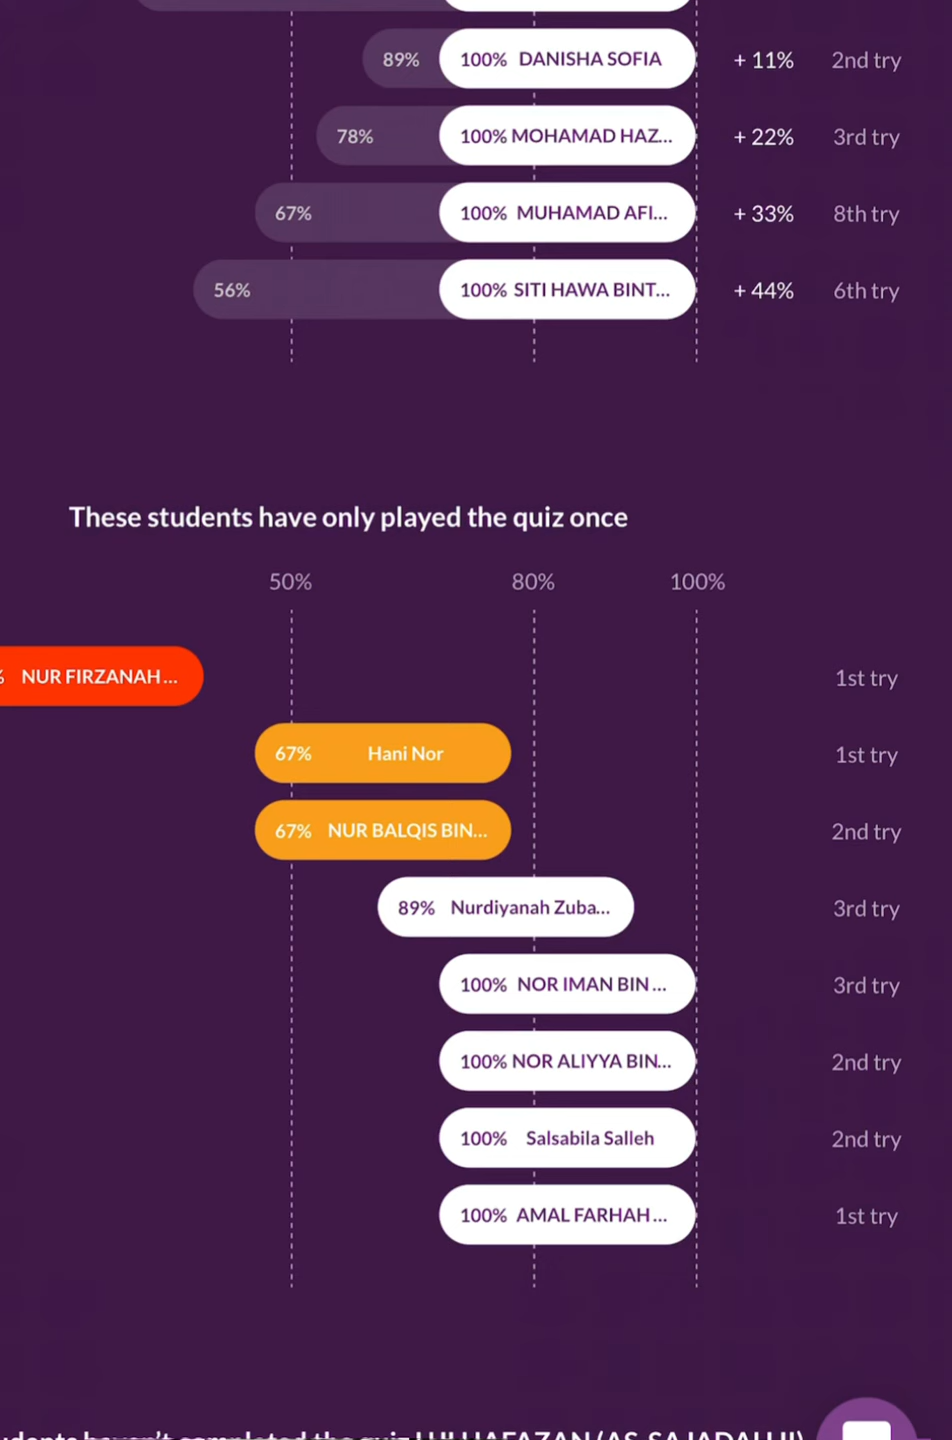 89% 100% DANISHA SOFIA + 11% 2nd try
78% 100% MOHAMAD HAZ... + 22% 3rd try
67% 100% MUHAMAD AFI... + 33% 8th try
56% 100% SITI HAWA BINT... + 44% 6th try
These students have only played the quiz once
50% 80% 100%
% NUR FIRZANAH... 1st try
67% Hani Nor 1st try
67% NUR BALQIS BIN... 2nd try
89% Nurdiyanah Zuba... 3rd try
100% NOR IMAN BIN ... 3rd try
100% NOR ALIYYA BIN... 2nd try
100% Salsabila Salleh 2nd try
100% AMAL FARHAH... 1st try
haven't completed the quiz